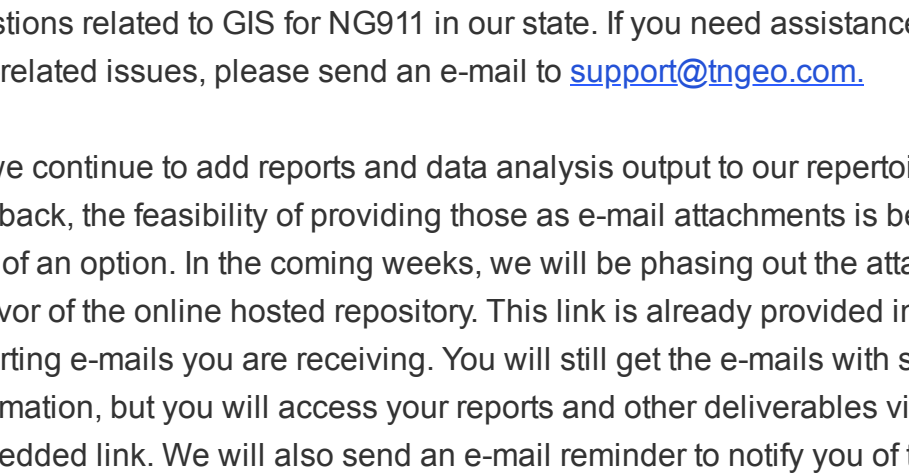 stions related to GIS for NG911 in our state. If you need assistance
related issues, please send an e-mail to support@tngeo.com.
we continue to add reports and data analysis output to our repertoi
back, the feasibility of providing those as e-mail attachments is be
of an option. In the coming weeks, we will be phasing out the atta
vor of the online hosted repository. This link is already provided in
rting e-mails you are receiving. You will still get the e-mails with s
mation, but you will access your reports and other deliverables vi
edded link. We will also send an e-mail reminder to notify you of